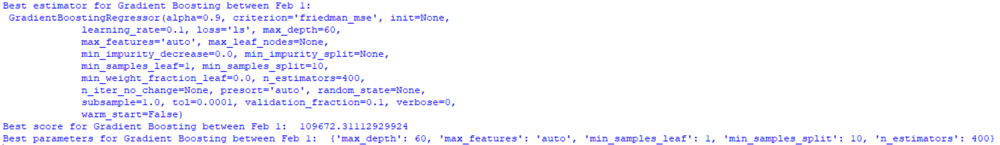 Best estimator for Gradient Boosting between Feb 1:
GradientBoostingRegressor(alpha=0.9, criterion='friedman_mse', init=None,
learning_rate=0.1, loss='ls', max_depth=60,
max_features='auto', max_leaf_nodes=None,
min_impurity_decrease=0.0, min_impurity_split=None,
min_samples_leaf=1, min_samples_split=10,
min_weight_fraction_leaf=0.0, n_estimators=400,
n_iter_no_change=None, presort='auto', random_state=None,
subsample=1.0, tol=0.0001, validation_fraction=0.1, verbose=0,
warm_start=False)
Best score for Gradient Boosting between Feb 1:  109672.31112929924
Best parameters for Gradient Boosting between Feb 1:  {'max_depth': 60, 'max_features': 'auto', 'min_samples_leaf': 1, 'min_samples_split': 10, 'n_estimators': 400}